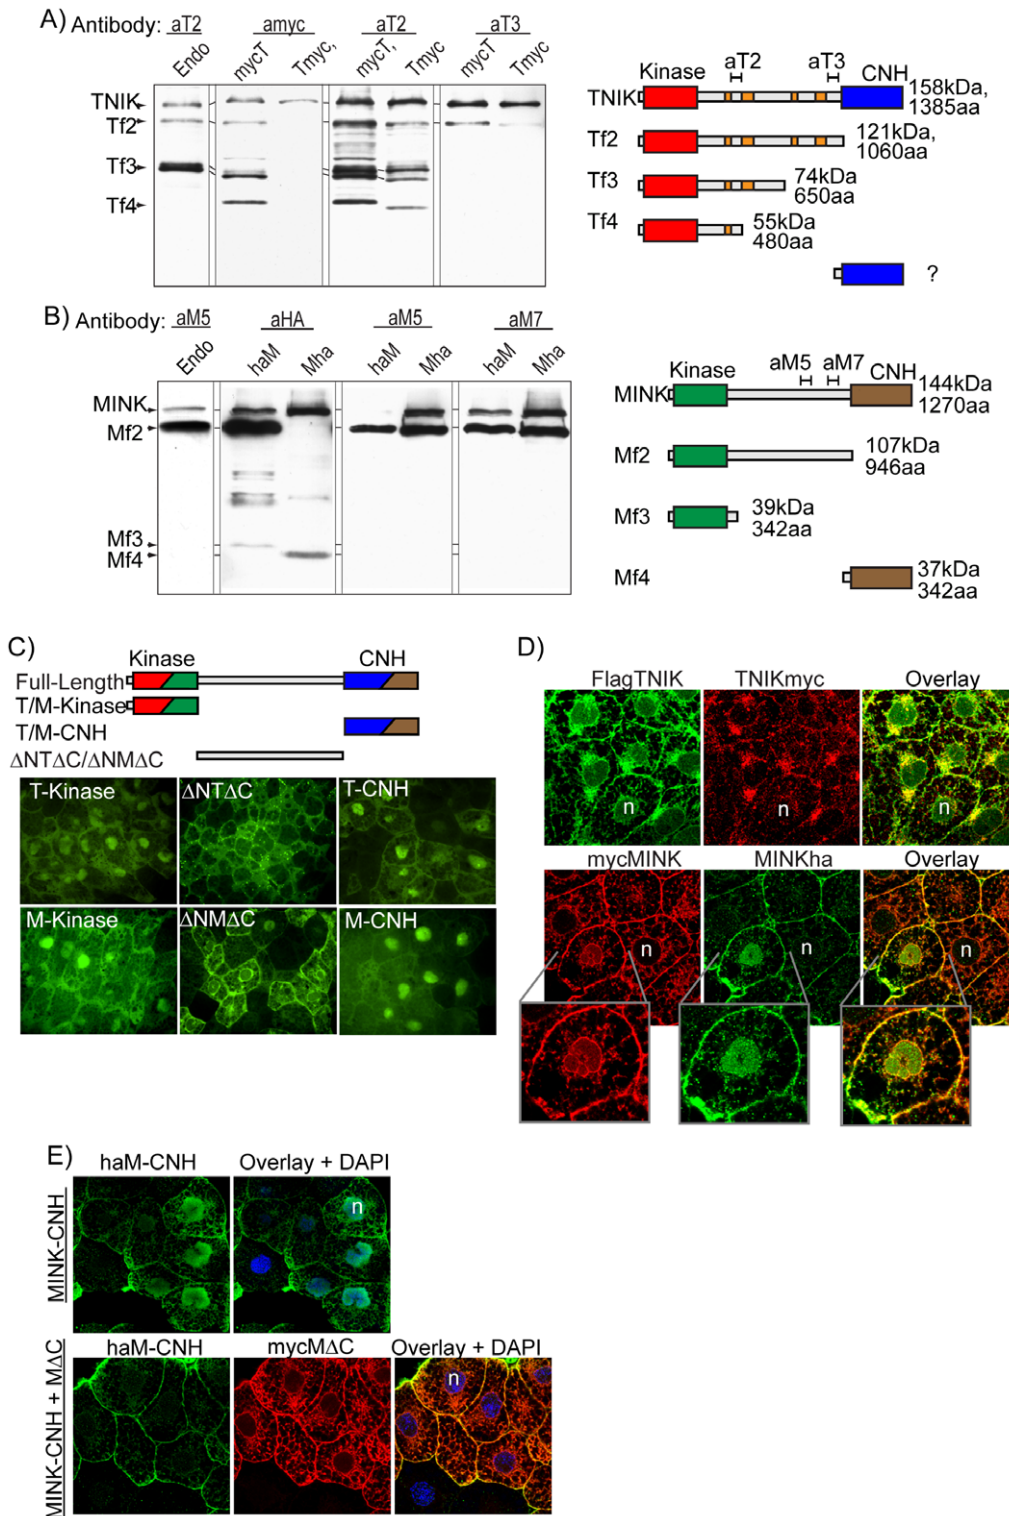 A) Antibody: aT2 amyc aT2 aT3
Endo mycT Tmyc, mycT, Tmyc mycT Tmyc
TNIK
Tf2
Tf3
Tf4
Kinase aT2 aT3 CNH
TNIK 158kDa, 1385aa
Tf2 121kDa, 1060aa
Tf3 74kDa 650aa
Tf4 55kDa 480aa
?
B) Antibody: aM5 aHA aM5 aM7
Endo haM Mha haM Mha haM Mha
MINK
Mf2
Mf3
Mf4
Kinase aM5 aM7 CNH
MINK 144kDa 1270aa
Mf2 107kDa 946aa
Mf3 39kDa 342aa
Mf4 37kDa 342aa
C)
Kinase CNH
Full-Length
T/M-Kinase
T/M-CNH
ΔNTΔC/ΔNMΔC
T-Kinase ΔNTΔC T-CNH
M-Kinase ΔNMΔC M-CNH
D)
FlagTNIK TNIKmyc Overlay
n n n
mycMINK MINKha Overlay
n n n
E)
haM-CNH Overlay + DAPI
MINK-CNH
n
haM-CNH mycMΔC Overlay + DAPI
MINK-CNH + MΔC
n